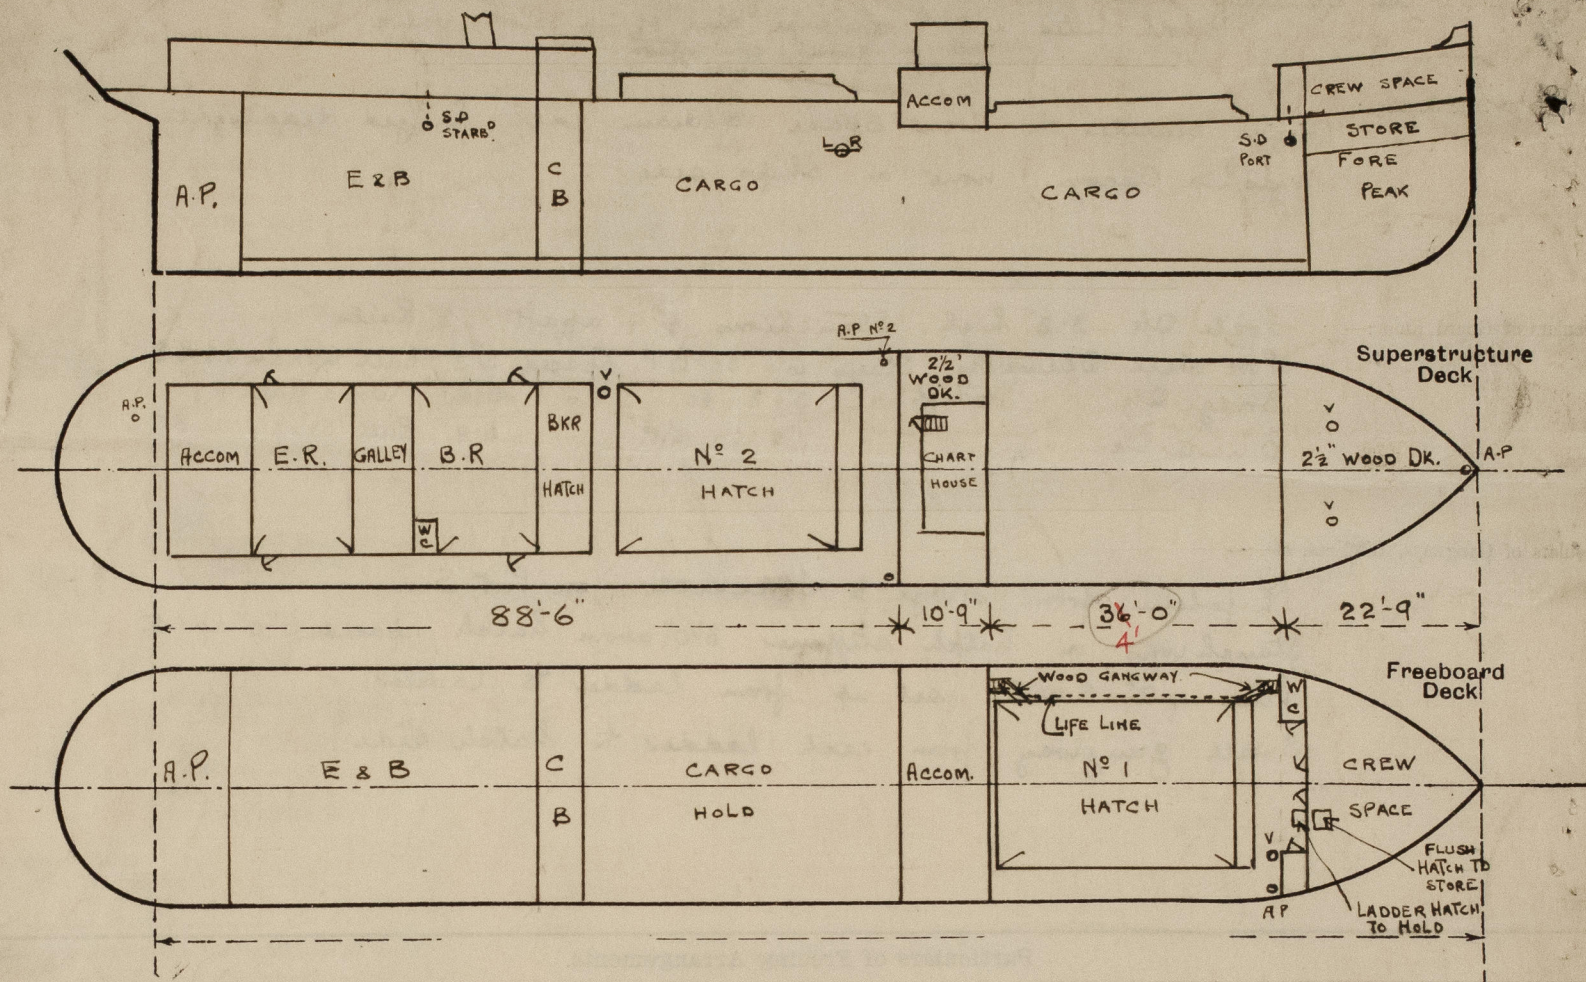 CREW SPACE
ACCOM
S.D
STARBD.
STORE
L R
S.D
PORT
FORE
PEAK
A.P.
E & B
C
B
CARGO
CARGO
A.P Nº 2
Superstructure
Deck
2½'
WOOD
DK.
V
V
A.P.
BKR
HATCH
ACCOM
E.R.
GALLEY
B.R
Nº 2
HATCH
CHART
HOUSE
2½" WOOD DK.
A.P
W
C
V
88'-6"
10'-9"
36'-0"
4'
22'-9"
Freeboard
Deck
WOOD GANGWAY
W
C
LIFE LINE
A.P.
E & B
C
B
CARGO
HOLD
ACCOM.
Nº 1
HATCH
CREW
SPACE
V
FLUSH
HATCH TO
STORE
AP
LADDER HATCH
TO HOLD